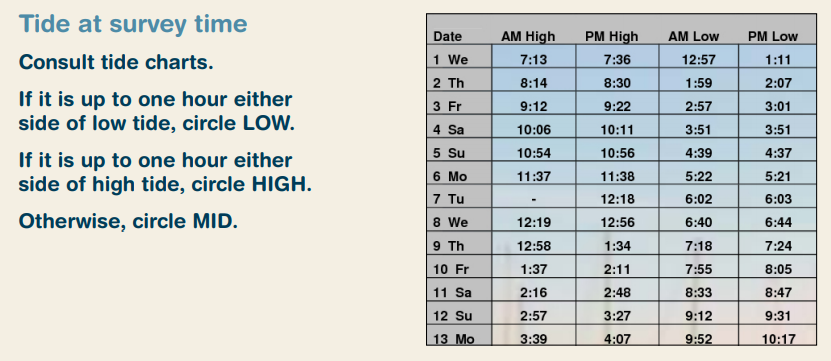 Tide at survey time
Consult tide charts.
If it is up to one hour either
side of low tide, circle LOW.
If it is up to one hour either
side of high tide, circle HIGH.
Otherwise, circle MID.
Date AM High PM High AM Low PM Low
1 We 7:13 7:36 12:57 1:11
2 Th 8:14 8:30 1:59 2:07
3 Fr 9:12 9:22 2:57 3:01
4 Sa 10:06 10:11 3:51 3:51
5 Su 10:54 10:56 4:39 4:37
6 Mo 11:37 11:38 5:22 5:21
7 Tu - 12:18 6:02 6:03
8 We 12:19 12:56 6:40 6:44
9 Th 12:58 1:34 7:18 7:24
10 Fr 1:37 2:11 7:55 8:05
11 Sa 2:16 2:48 8:33 8:47
12 Su 2:57 3:27 9:12 9:31
13 Mo 3:39 4:07 9:52 10:17